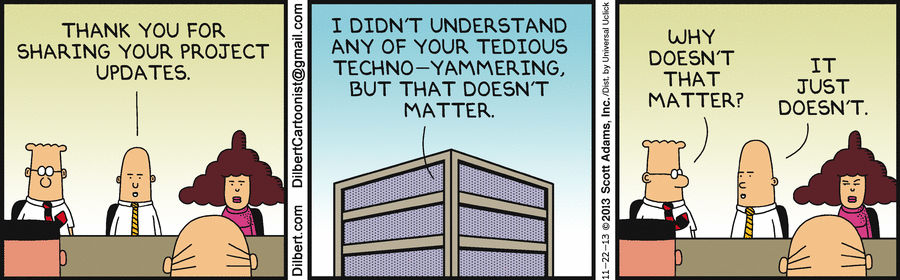 THANK YOU FOR
SHARING YOUR PROJECT
UPDATES.
Dilbert.com DilbertCartoonist@gmail.com
I DIDN'T UNDERSTAND
ANY OF YOUR TEDIOUS
TECHNO-YAMMERING,
BUT THAT DOESN'T
MATTER.
11-22-13 © 2013 Scott Adams, Inc. /Dist. by Universal Uclick
WHY
DOESN'T
THAT
MATTER?
IT
JUST
DOESN'T.